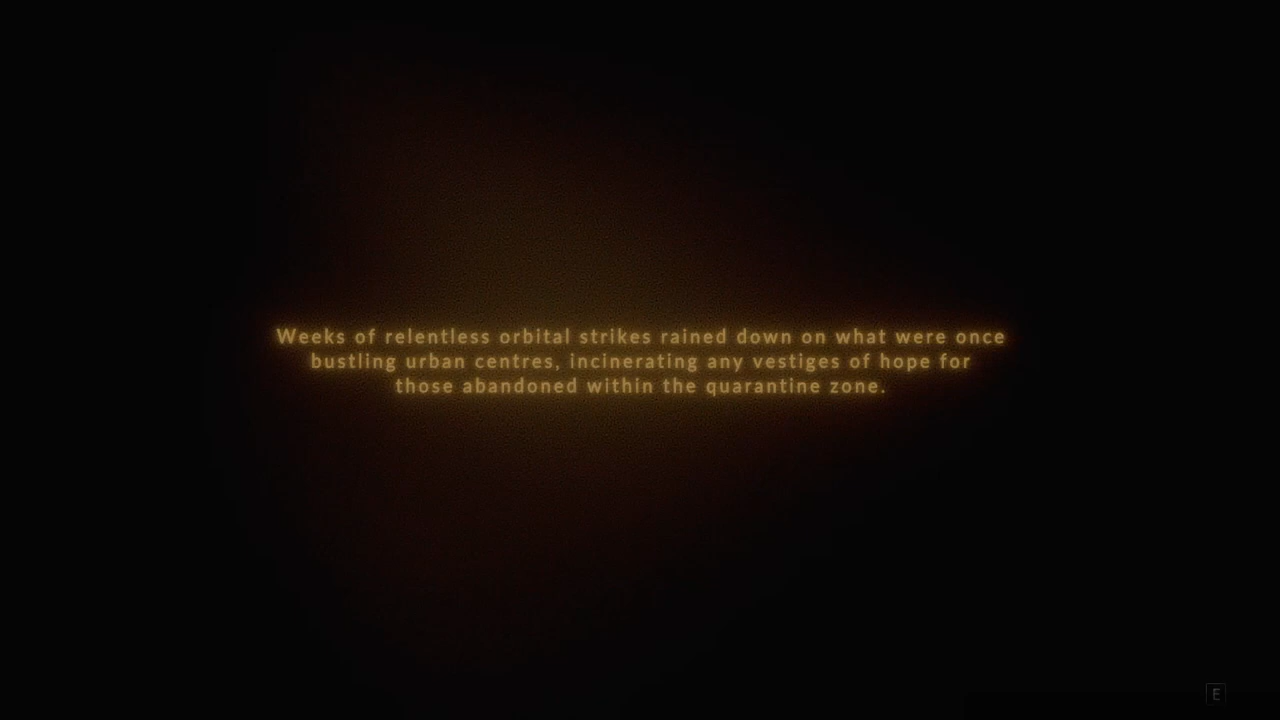 Weeks of relentless orbital strikes rained down on what were once
bustling urban centres, incinerating any vestiges of hope for
those abandoned within the quarantine zone.
E